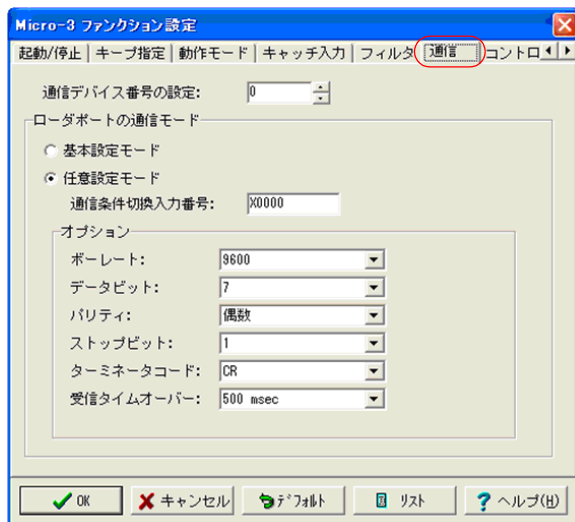 Micro-3 ファンクション設定
起動/停止 キープ指定 動作モード キャッチ入力 フィルタ 通信 コントロ
通信デバイス番号の設定: 0
ローダポートの通信モード
基本設定モード
任意設定モード
通信条件切換入力番号: X0000
オプション
ボーレート: 9600
データビット: 7
パリティ: 偶数
ストップビット: 1
ターミネータコード: CR
受信タイムオーバー: 500 msec
OK キャンセル デフォルト リスト ヘルプ(H)